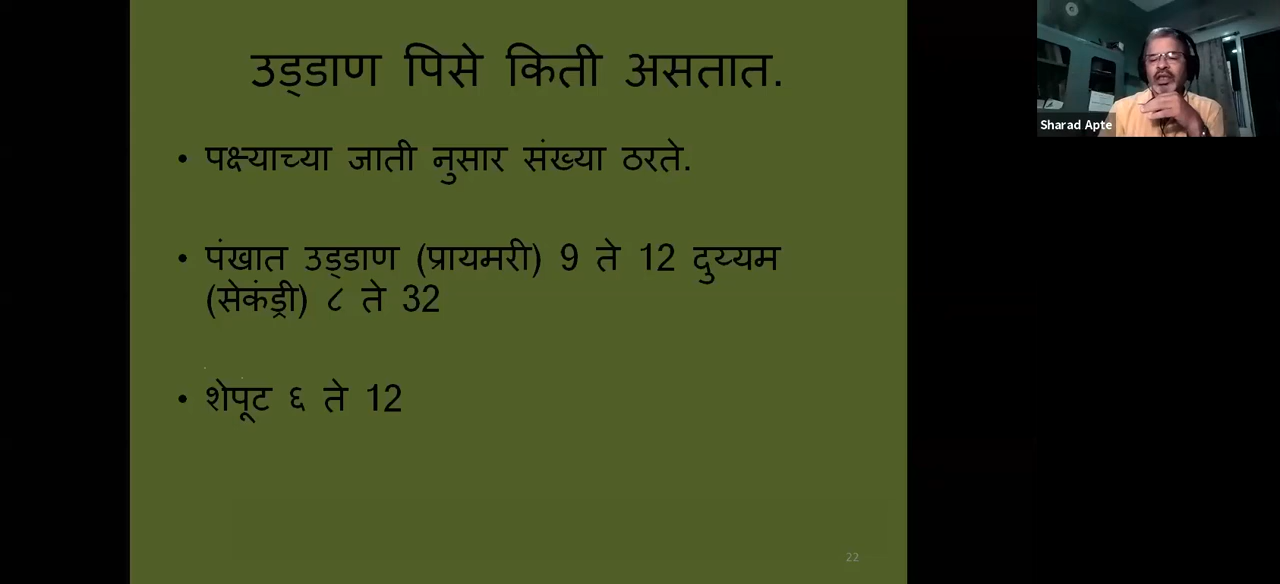 उड्डाण पिसे किती असतात.
• पक्ष्याच्या जाती नुसार संख्या ठरते.
• पंखात उड्डाण (प्रायमरी) 9 ते 12 दुय्यम
(सेकंड्री) ८ ते 32
• शेपूट ६ ते 12
22
Sharad Apte